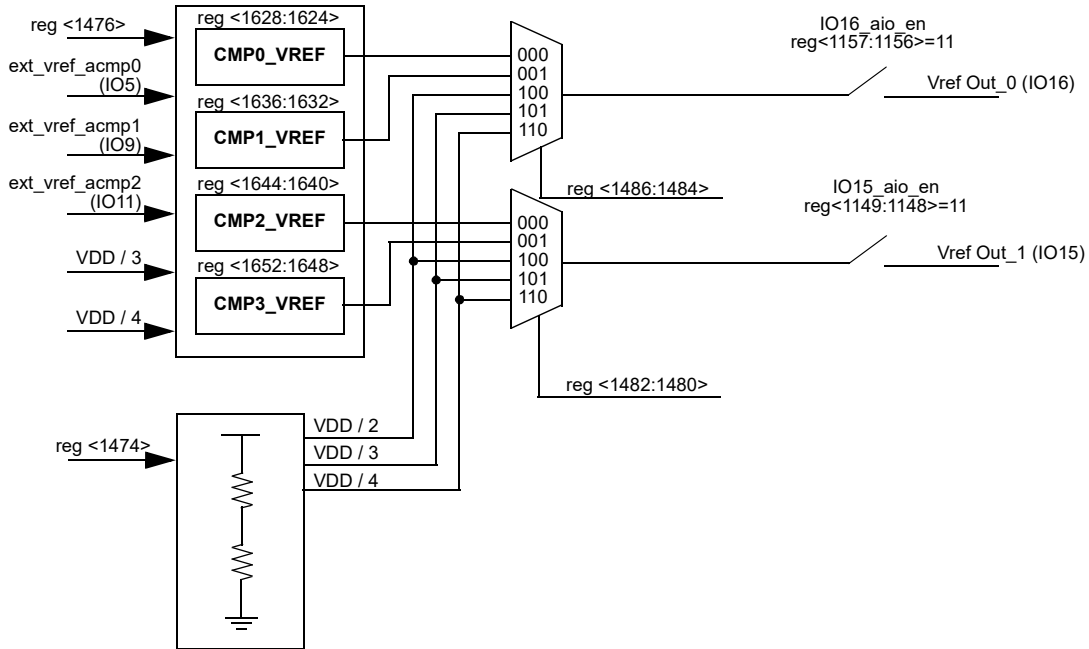 reg <1476>
ext_vref_acmp0
(IO5)
ext_vref_acmp1
(IO9)
ext_vref_acmp2
(IO11)
VDD / 3
VDD / 4
reg <1628:1624>
CMP0_VREF
reg <1636:1632>
CMP1_VREF
reg <1644:1640>
CMP2_VREF
reg <1652:1648>
CMP3_VREF
000
001
100
101
110
reg <1486:1484>
IO16_aio_en
reg<1157:1156>=11
Vref Out_0 (IO16)
000
001
100
101
110
reg <1482:1480>
IO15_aio_en
reg<1149:1148>=11
Vref Out_1 (IO15)
reg <1474>
VDD / 2
VDD / 3
VDD / 4